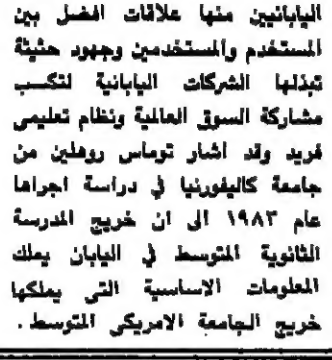 اليابانيين منها علاقات افضل بين
المستخدم والمستخدمين وجهود حثيثة
تبذلها الشركات اليابانية لتكسب
مشاركة السوق العالمية ونظام تعليمي
فريد وقد اشار توماس روهلين من
جامعة كاليفورنيا في دراسة اجراها
عام ١٩٨٣ الى ان خريج المدرسة
الثانوية المتوسط في اليابان يملك
المعلومات الاساسية التي يملكها
خريج الجامعة الامريكي المتوسط .